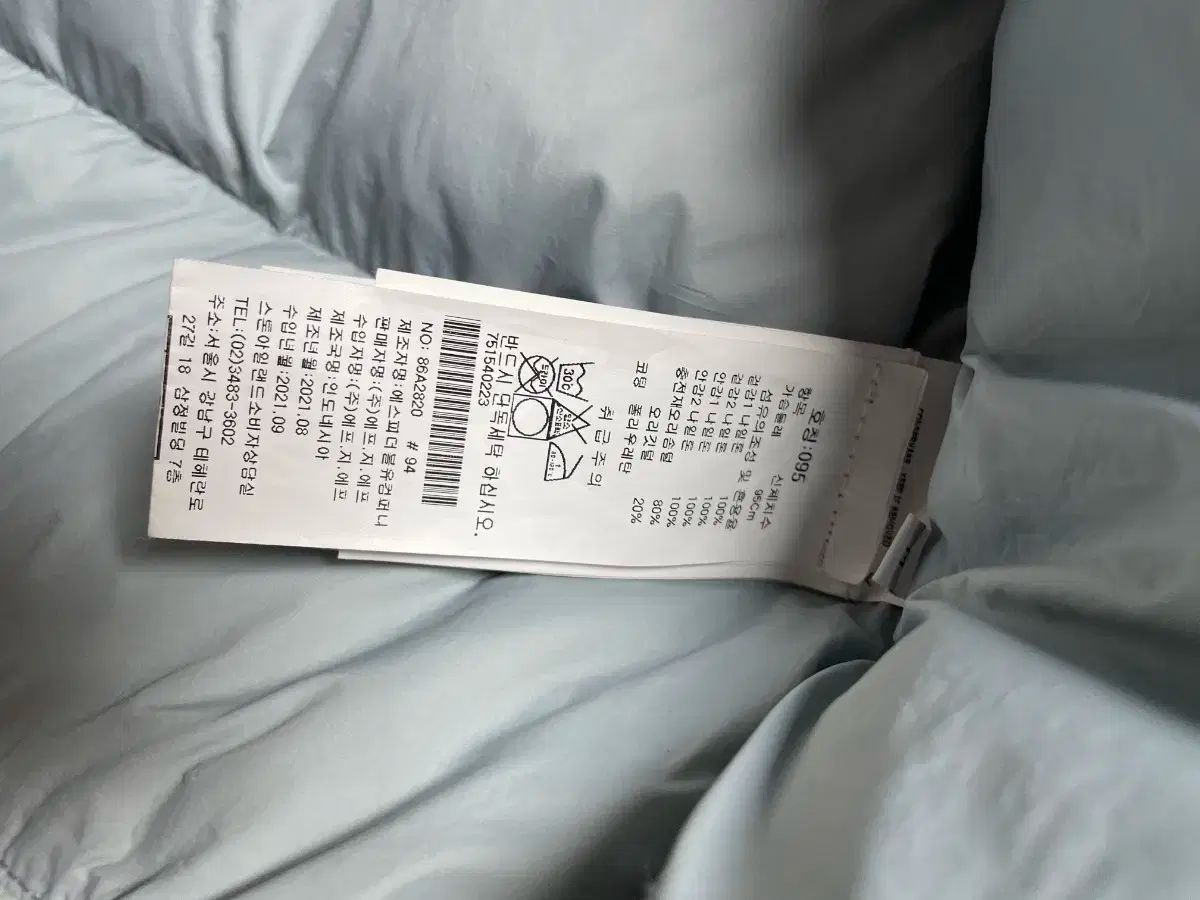 호칭:095
항목 신체치수
가슴둘레 95Cm
섬유의조성 및 혼용율
겉감1 나일론 100%
겉감2 나일론 100%
안감1 나일론 100%
안감2 나일론 100%
충전재오리솜털 80%
오리깃털 20%
코팅 폴리우레탄
취급주의
반드시 단독세탁 하십시오.
761540223
NO: 86A2820 # 94
제조자명:에스피더블유컴퍼니
판매자명:(주)에프.지.에프
수입자명:(주)에프.지.에프
제조국명:인도네시아
제조년월:2021.08
수입년월:2021.09
스톤아일랜드소비자상담실
TEL:(02)3483-3602
주소:서울시 강남구 테헤란로
27길 18 삼정빌딩 7층